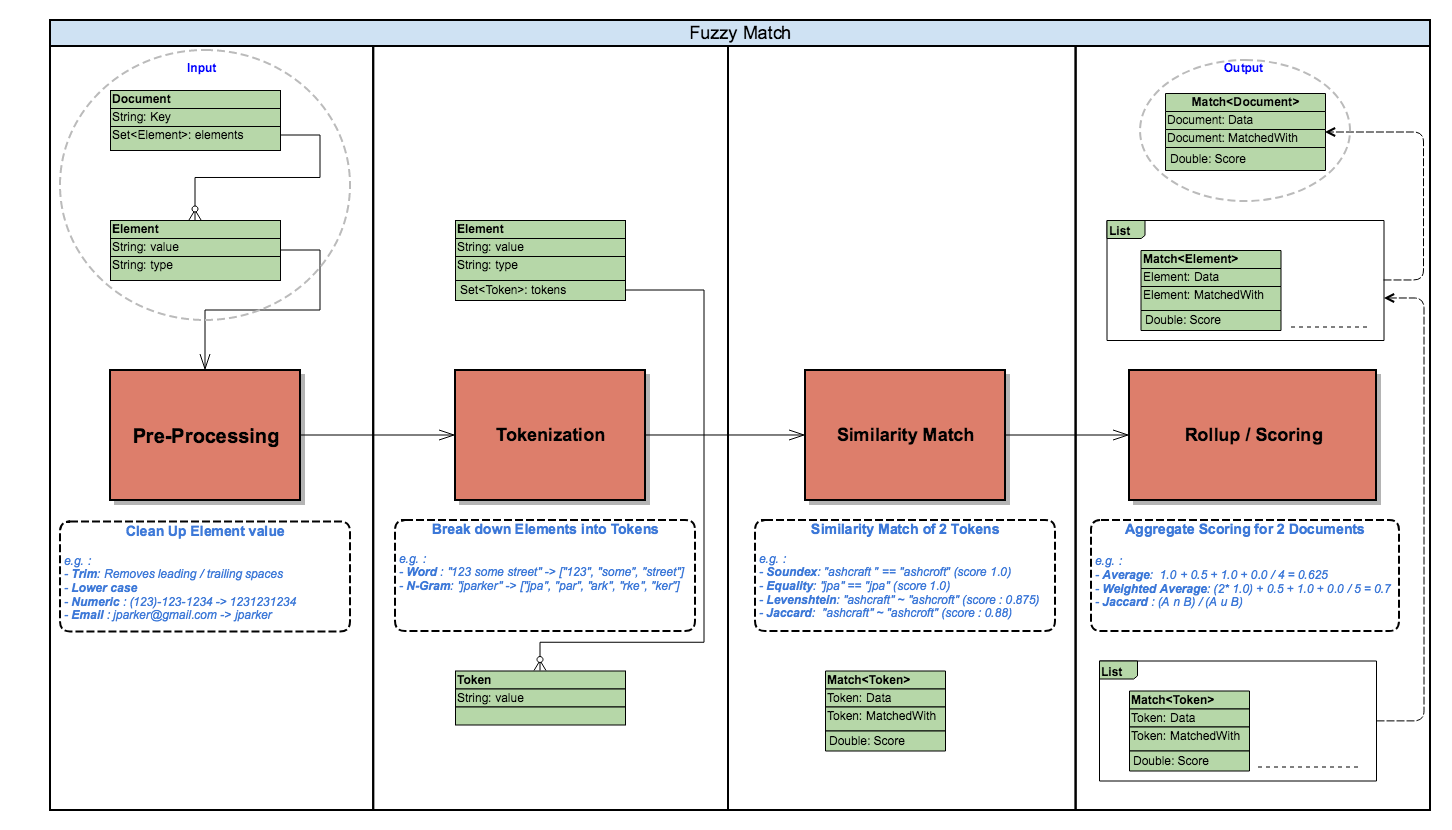 Fuzzy Match
Input
Document
String: Key
Set<Element>: elements
Element
String: value
String: type
Pre-Processing
Clean Up Element value
e.g. :
- Trim: Removes leading / trailing spaces
- Lower case
- Numeric : (123)-123-1234 -> 1231231234
- Email : jparker@gmail.com -> jparker
Element
String: value
String: type
Set<Token>: tokens
Tokenization
Break down Elements into Tokens
e.g. :
- Word : "123 some street" -> ["123", "some", "street"]
- N-Gram: "jparker" -> ["jpa", "par", "ark", "rke", "ker"]
Token
String: value
Similarity Match
Similarity Match of 2 Tokens
e.g. :
- Soundex: "ashcraft " == "ashcroft" (score 1.0)
- Equality: "jpa" == "jpa" (score 1.0)
- Levenshtein: "ashcraft" ~ "ashcroft" (score : 0.875)
- Jaccard:  "ashcraft" ~ "ashcroft" (score : 0.88)
Match<Token>
Token: Data
Token: MatchedWith
Double: Score
Output
Match<Document>
Document: Data
Document: MatchedWith
Double: Score
List
Match<Element>
Element: Data
Element: MatchedWith
Double: Score
Rollup / Scoring
Aggregate Scoring for 2 Documents
e.g. :
- Average:  1.0 + 0.5 + 1.0 + 0.0 / 4 = 0.625
- Weighted Average: (2* 1.0) + 0.5 + 1.0 + 0.0 / 5 = 0.7
- Jaccard : (A n B) / (A u B)
List
Match<Token>
Token: Data
Token: MatchedWith
Double: Score